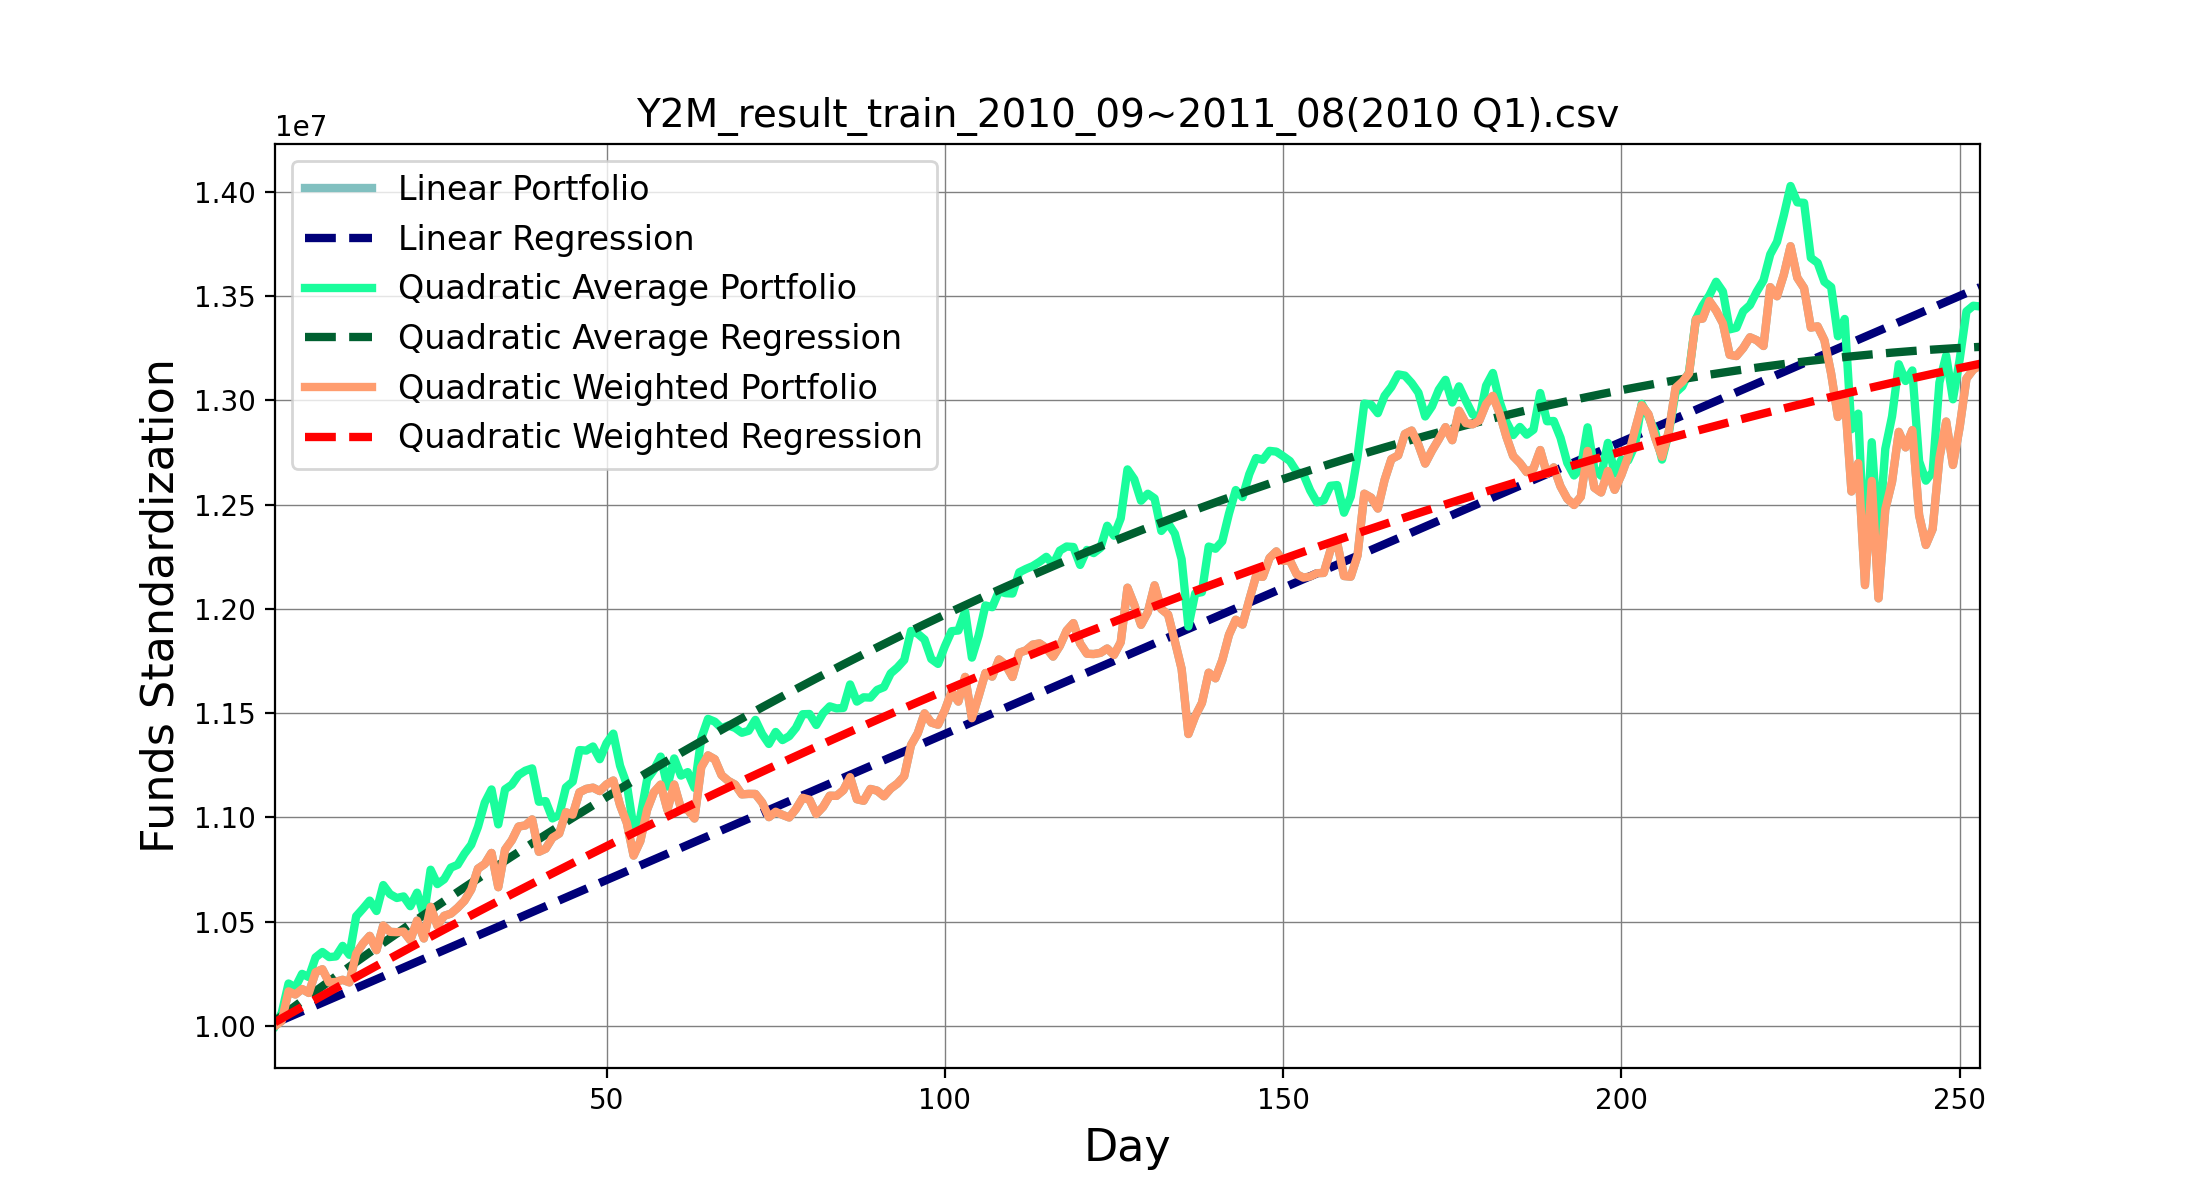 Y2M_result_train_2010_09~2011_08(2010 Q1).csv
1e7
Linear Portfolio
Linear Regression
Quadratic Average Portfolio
Quadratic Average Regression
Quadratic Weighted Portfolio
Quadratic Weighted Regression
1.40
1.35
1.30
1.25
1.20
1.15
1.10
1.05
1.00
Funds Standardization
50
100
150
200
250
Day